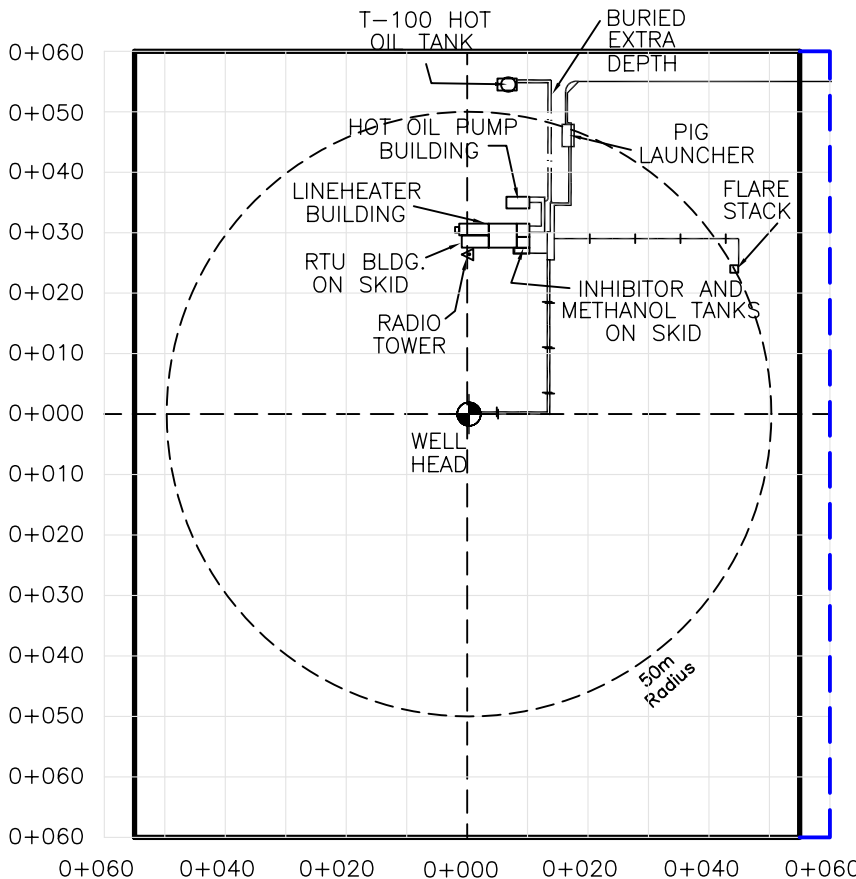 T-100 HOT
OIL TANK
BURIED
EXTRA
DEPTH
0+060
0+050
HOT OIL PUMP
BUILDING
PIG
LAUNCHER
0+040
LINEHEATER
BUILDING
FLARE
STACK
0+030
RTU BLDG.
ON SKID
INHIBITOR AND
METHANOL TANKS
ON SKID
0+020
RADIO
TOWER
0+010
0+000
WELL
HEAD
0+010
0+020
0+030
0+040
50m
Radius
0+050
0+060
0+060
0+060 0+040 0+020 0+000 0+020 0+040 0+060